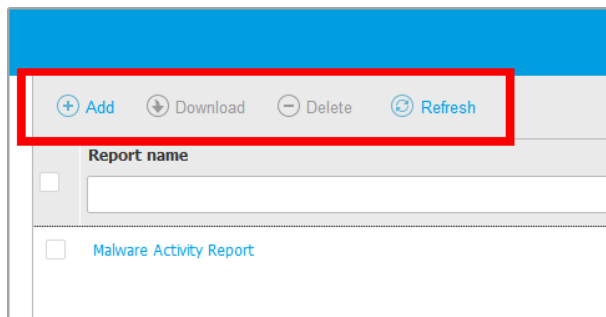 Add Download Delete Refresh
Report name
Malware Activity Report